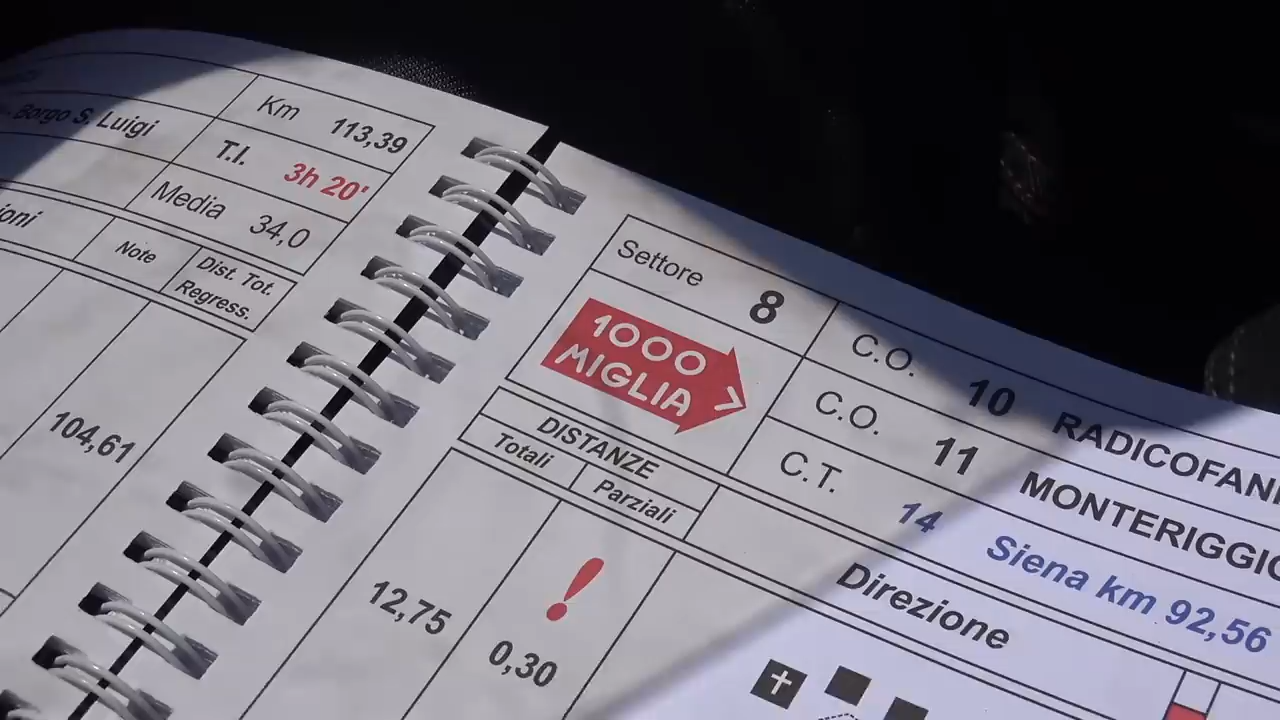 Borgo S. Luigi
Km 113,39
T.I. 3h 20'
Media 34,0
ioni
Note
Dist. Tot.
Regress.
104,61
Settore 8
1000
MIGLIA
C.O. 10 RADICOFANI
C.O. 11 MONTERIGGIO
C.T. 14 Siena km 92,56
DISTANZE
Totali Parziali
Direzione
12,75
!
0,30